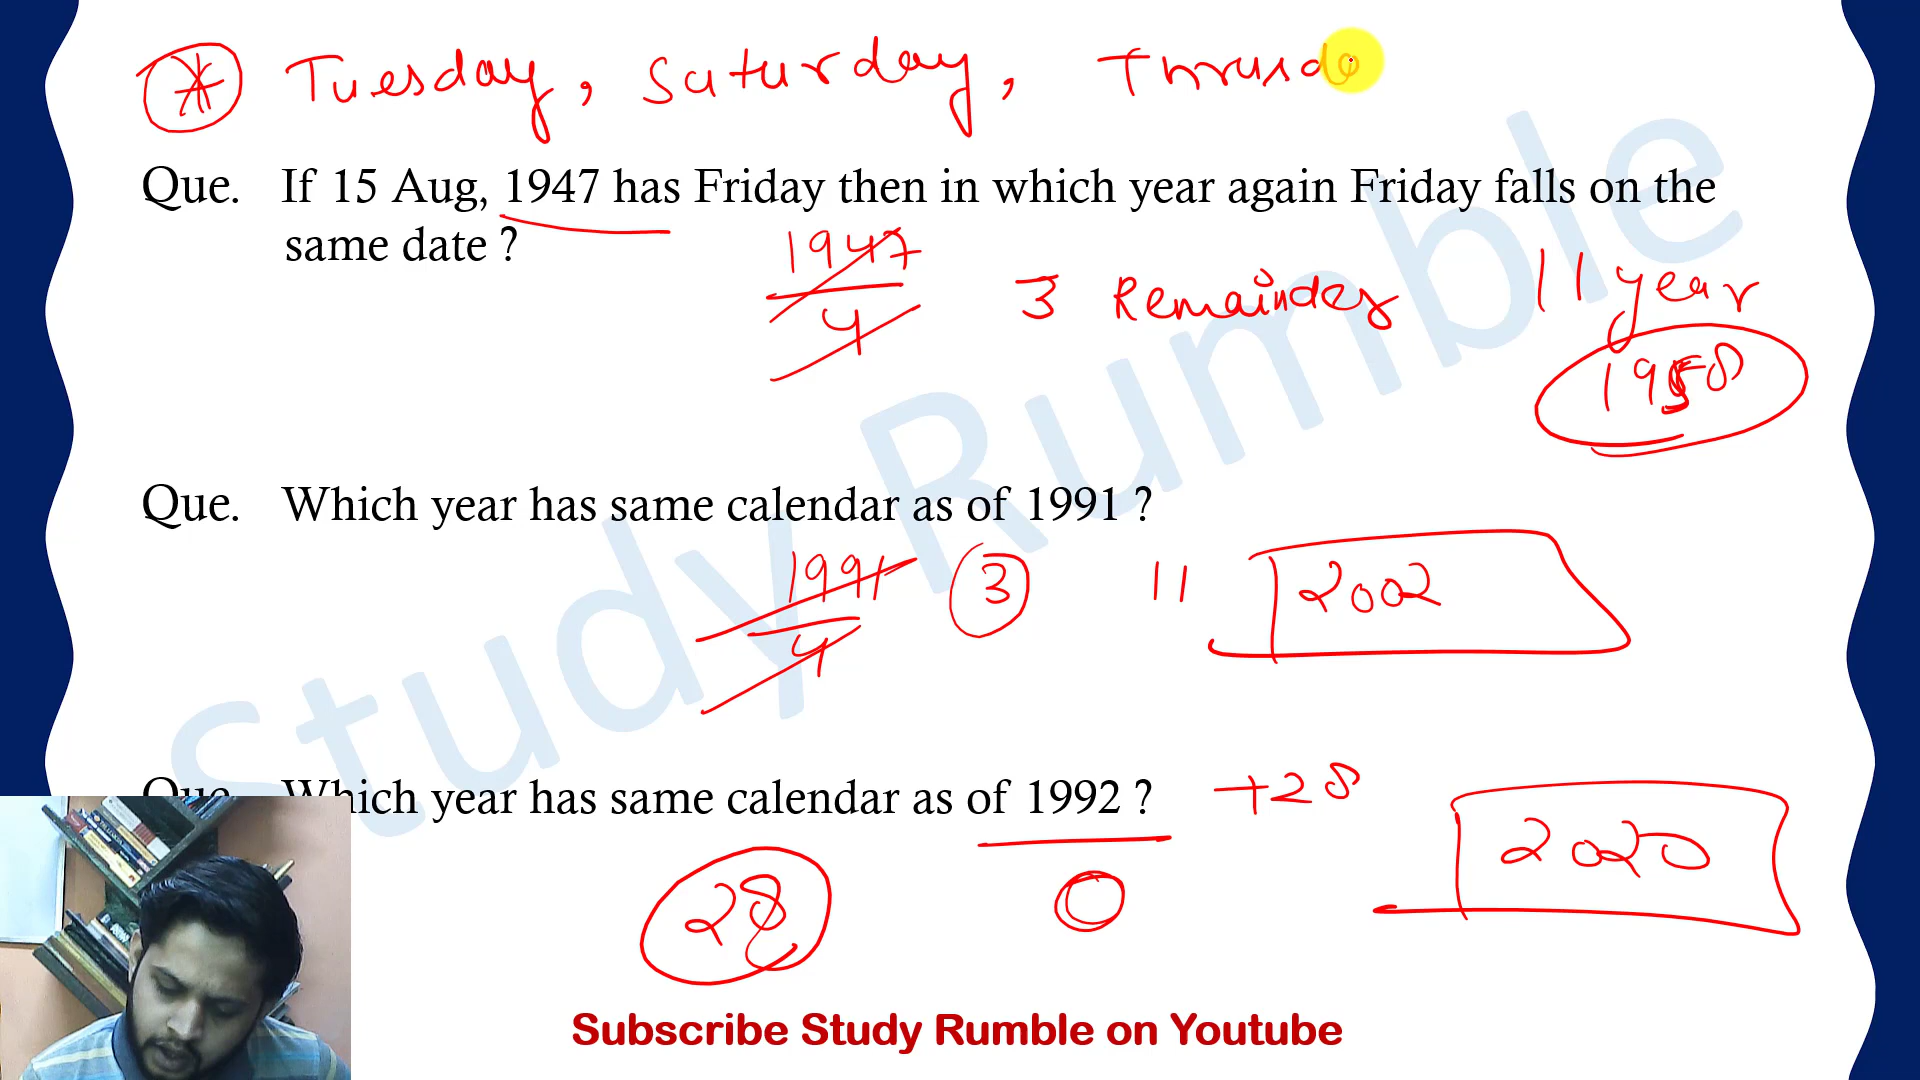 * Tuesday, Saturday, Thrusda
Que. If 15 Aug, 1947 has Friday then in which year again Friday falls on the
same date ?
1947
4
3 Remainder
11 year
1958
Que. Which year has same calendar as of 1991 ?
1991
4
3
11
2002
Que. Which year has same calendar as of 1992 ?
+28
2020
28
0
Study Rumble
Subscribe Study Rumble on Youtube